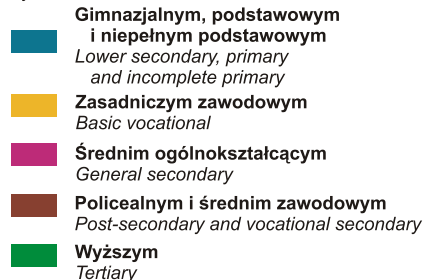 Gimnazjalnym, podstawowym
i niepełnym podstawowym
Lower secondary, primary
and incomplete primary
Zasadniczym zawodowym
Basic vocational
Średnim ogólnokształcącym
General secondary
Policealnym i średnim zawodowym
Post-secondary and vocational secondary
Wyższym
Tertiary